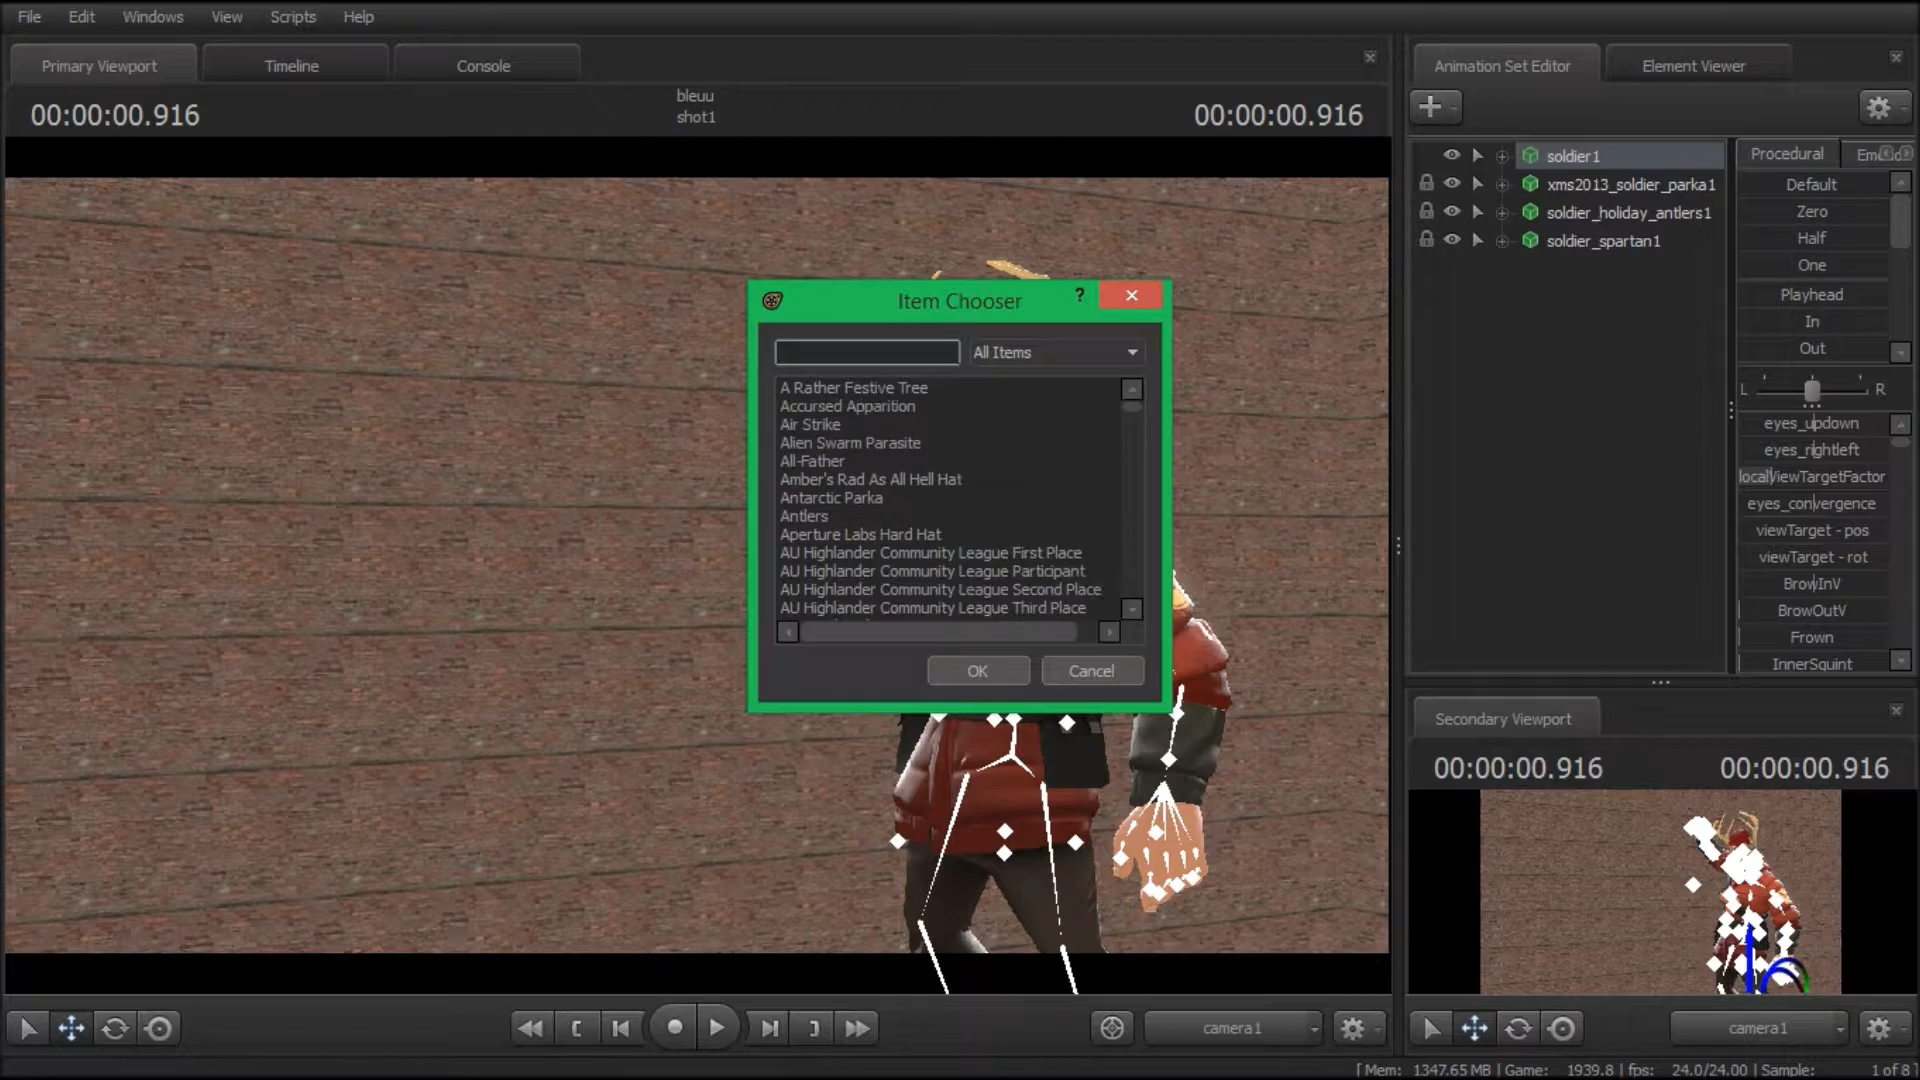 File Edit Windows View Scripts Help
Primary Viewport Timeline Console
00:00:00.916
bleuu
shot1
00:00:00.916
Item Chooser
?
All Items
A Rather Festive Tree
Accursed Apparition
Air Strike
Alien Swarm Parasite
All-Father
Amber's Rad As All Hell Hat
Antarctic Parka
Antlers
Aperture Labs Hard Hat
AU Highlander Community League First Place
AU Highlander Community League Participant
AU Highlander Community League Second Place
AU Highlander Community League Third Place
OK Cancel
camera1
Animation Set Editor Element Viewer
soldier1
xms2013_soldier_parka1
soldier_holiday_antlers1
soldier_spartan1
Procedural
Default
Zero
Half
One
Playhead
In
Out
L R
eyes_updown
eyes_rightleft
localViewTargetFactor
eyes_convergence
viewTarget - pos
viewTarget - rot
BrowInV
BrowOutV
Frown
InnerSquint
Secondary Viewport
00:00:00.916 00:00:00.916
camera1
[ Mem: 1347.65 MB | Game: 1939.8 | fps: 24.0/24.00 | Sample: 1 of 8